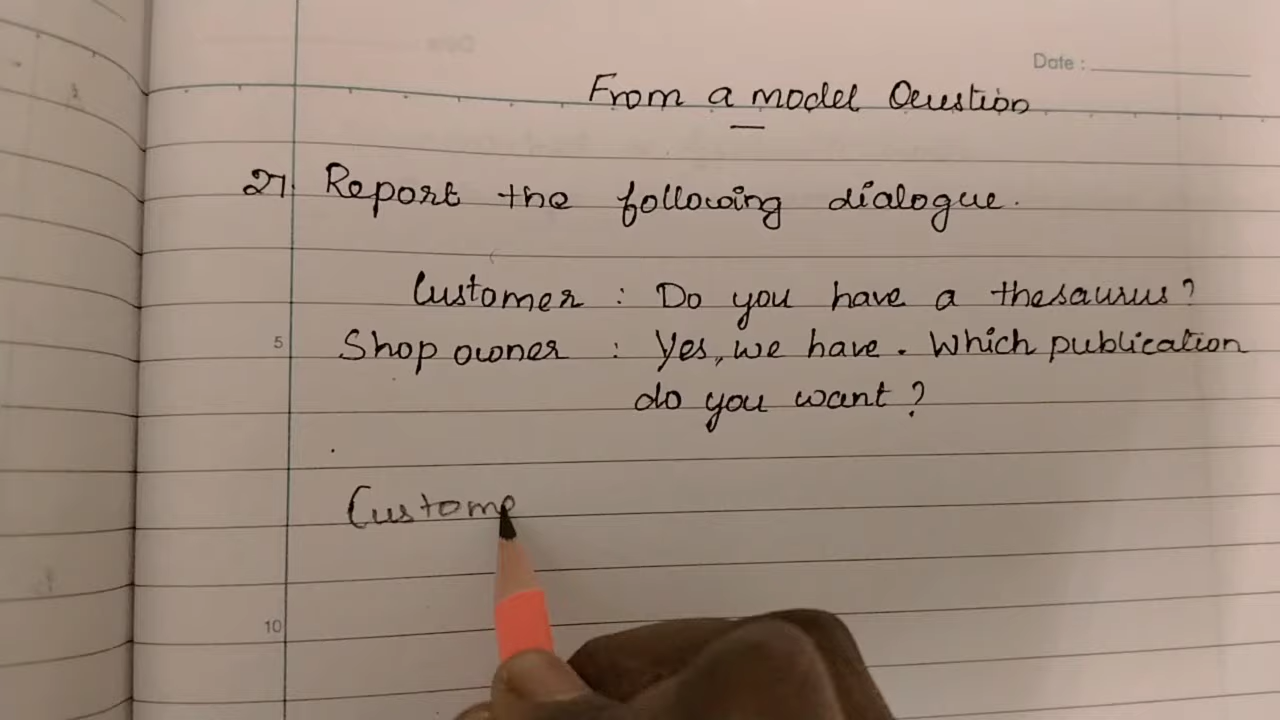 Date :
From a model Question
27 Report the following dialogue.
Customer : Do you have a thesaurus?
5 Shop owner : Yes, we have. Which publication
do you want?
Custome
10